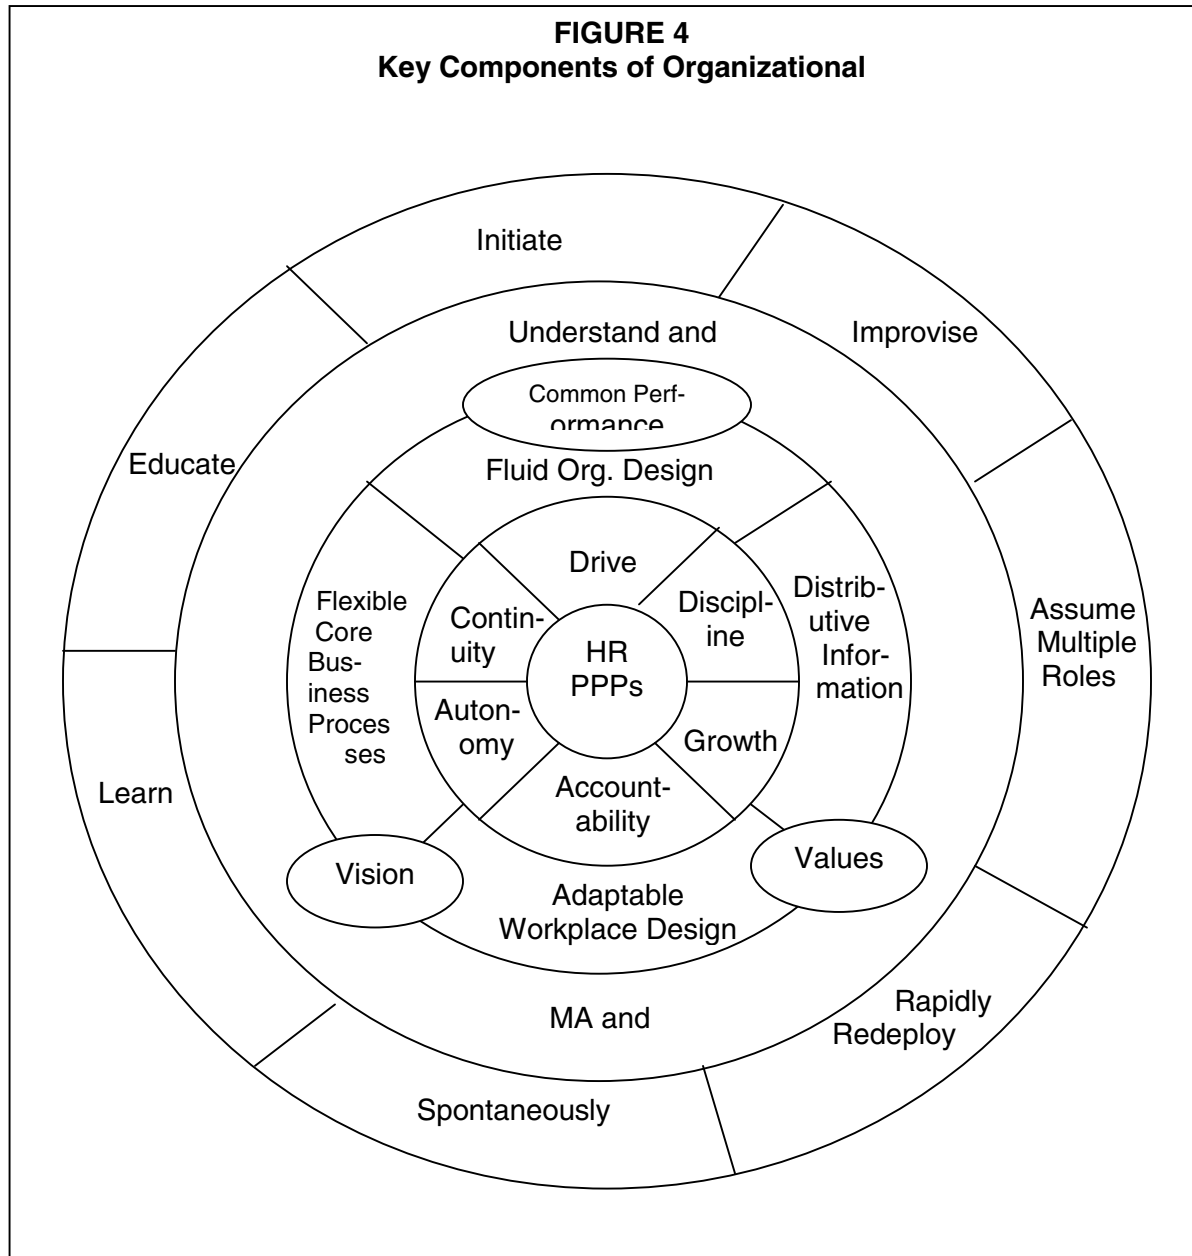 FIGURE 4
Key Components of Organizational
Initiate
Understand and
Improvise
Common Perf-
ormance
Educate
Fluid Org. Design
Drive
Discipl-
ine
Distrib-
utive
Infor-
mation
Flexible
Core
Bus-
iness
Proces
ses
Contin-
uity
HR
PPPs
Assume
Multiple
Roles
Auton-
omy
Growth
Learn
Account-
ability
Vision
Values
Adaptable
Workplace Design
MA and
Rapidly
Redeploy
Spontaneously